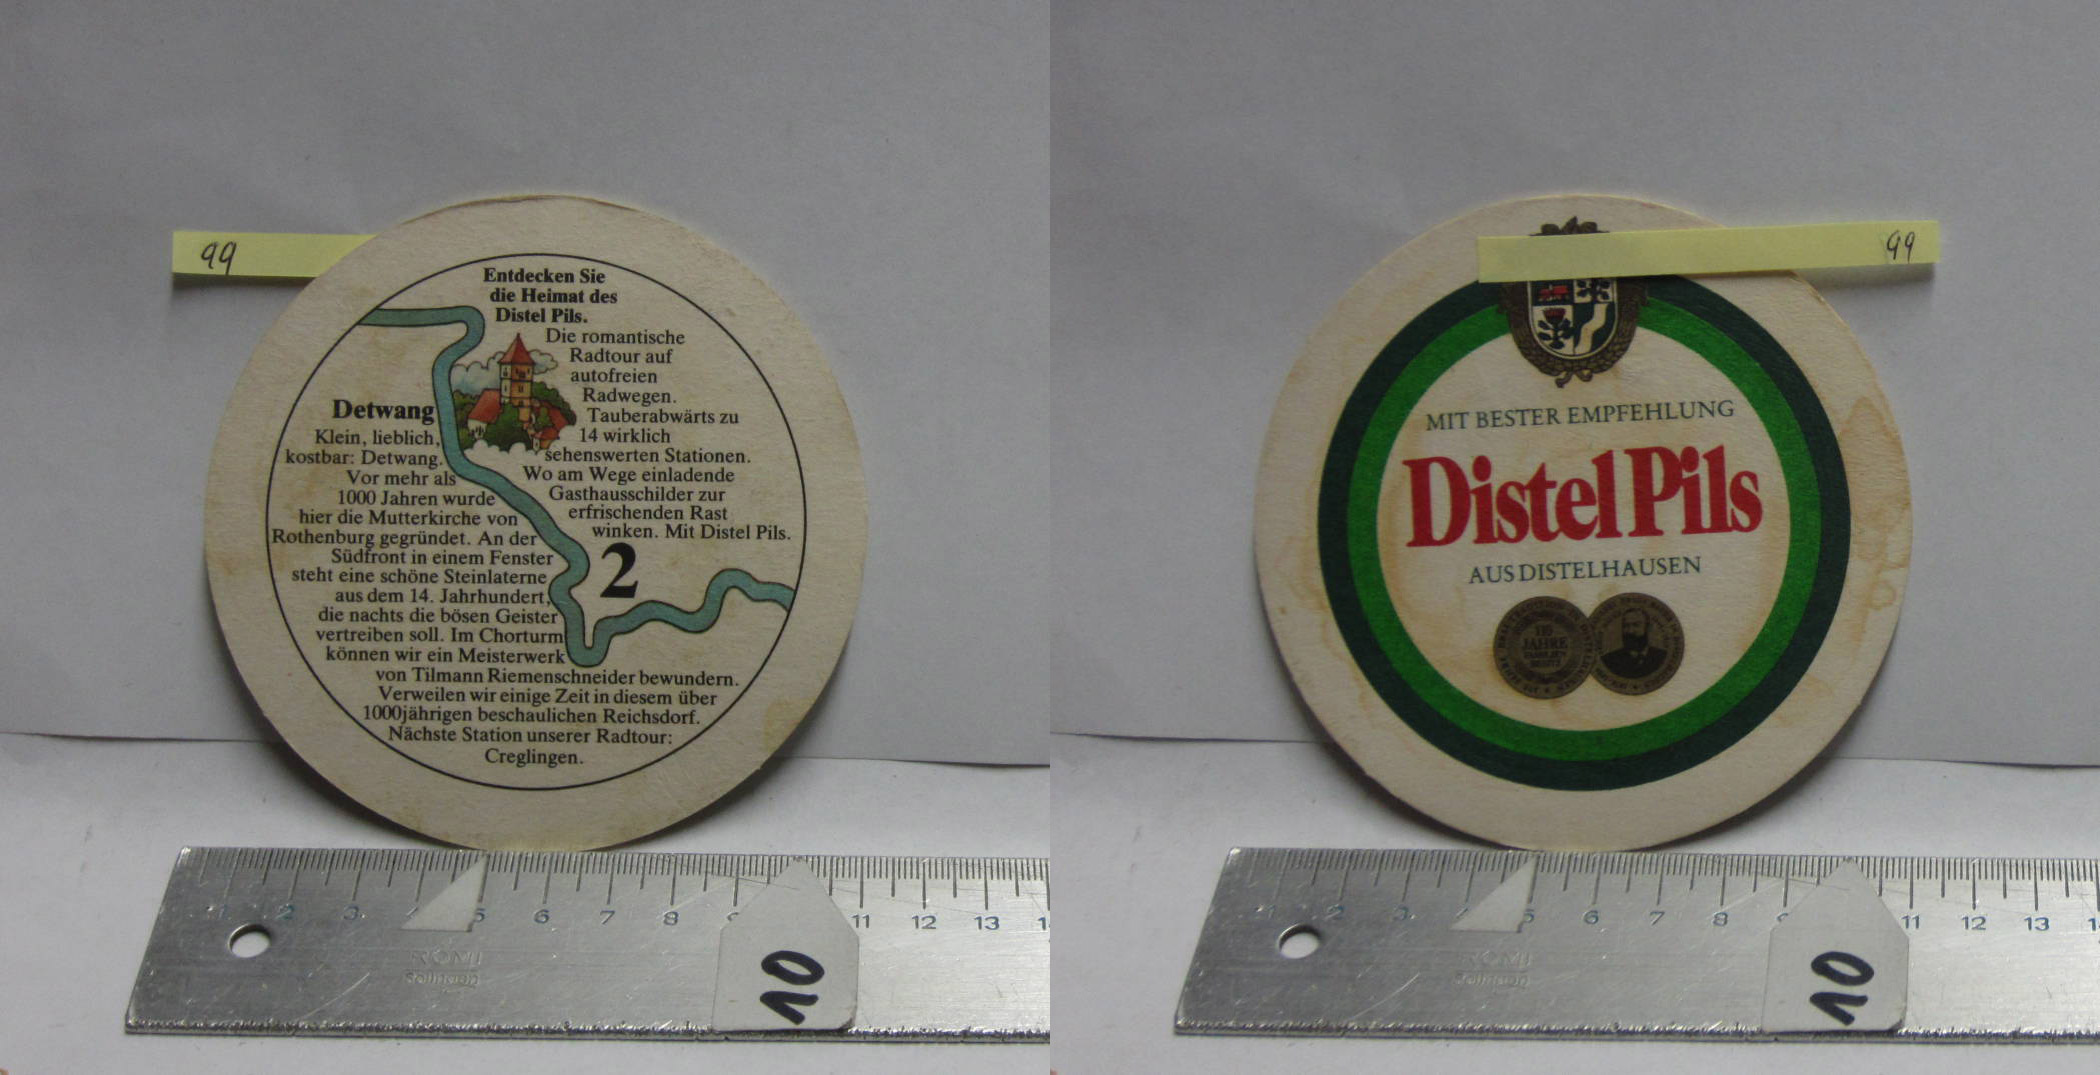 99
Entdecken Sie
die Heimat des
Distel Pils.
Die romantische
Radtour auf
autofreien
Radwegen.
Tauberabwärts zu
14 wirklich
sehenswerten Stationen.
Wo am Wege einladende
Gasthausschilder zur
erfrischenden Rast
winken. Mit Distel Pils.
2
Detwang
Klein, lieblich,
kostbar: Detwang.
Vor mehr als
1000 Jahren wurde
hier die Mutterkirche von
Rothenburg gegründet. An der
Südfront in einem Fenster
steht eine schöne Steinlaterne
aus dem 14. Jahrhundert,
die nachts die bösen Geister
vertreiben soll. Im Chorturm
können wir ein Meisterwerk
von Tilmann Riemenschneider bewundern.
Verweilen wir einige Zeit in diesem über
1000jährigen beschaulichen Reichsdorf.
Nächste Station unserer Radtour:
Creglingen.
1 2 3 4 5 6 7 8 9 11 12 13
10
99
MIT BESTER EMPFEHLUNG
Distel Pils
AUS DISTELHAUSEN
110
JAHRE
1 2 3 4 5 6 7 8 9 11 12 13
10